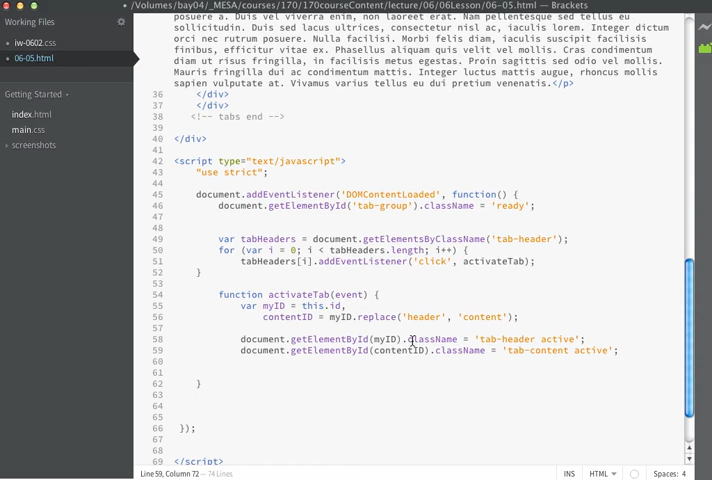 /Volumes/bay04/_MESA/courses/170/170courseContent/lecture/06/06Lesson/06-05.html — Brackets
Working Files
iw-0602.css
06-05.html
Getting Started
index.html
main.css
screenshots
posuere a. Duis vel viverra enim, non laoreet erat. Nam pellentesque sed tellus eu
sollicitudin. Duis sed lacus ultrices, consectetur nisl ac, iaculis lorem. Integer dictum
orci nec rutrum posuere. Nulla facilisi. Morbi felis diam, iaculis suscipit mollis
finibus, efficitur vitae ex. Phasellus aliquam quis velit vel mollis. Cras condimentum
diam ut risus fringilla, in facilisis metus egestas. Proin sagittis sed odio vel mollis.
Mauris fringilla dui ac condimentum mattis. Integer luctus mattis augue, rhoncus mollis
sapien vulputate at. Vivamus varius tellus eu dui pretium venenatis.</p>
36 </div>
37 </div>
38 <!-- tabs end -->
39
40 </div>
41
42 <script type="text/javascript">
43 "use strict";
44
45 document.addEventListener('DOMContentLoaded', function() {
46 document.getElementById('tab-group').className = 'ready';
47
48
49 var tabHeaders = document.getElementsByClassName('tab-header');
50 for (var i = 0; i < tabHeaders.length; i++) {
51 tabHeaders[i].addEventListener('click', activateTab);
52 }
53
54 function activateTab(event) {
55 var myID = this.id,
56 contentID = myID.replace('header', 'content');
57
58 document.getElementById(myID).className = 'tab-header active';
59 document.getElementById(contentID).className = 'tab-content active';
60
61
62 }
63
64
65
66 });
67
68
69 </script>
Line 59, Column 72 — 74 Lines
INS
HTML
Spaces: 4